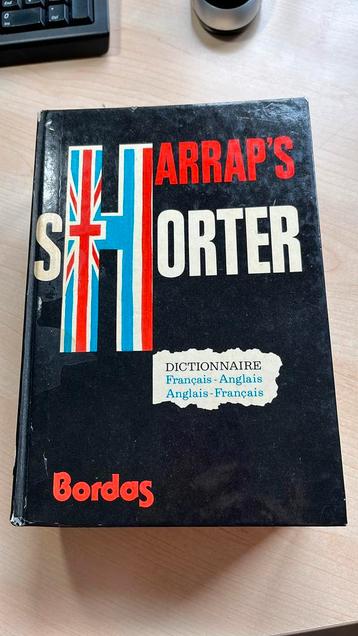 HARRAP'S
SHORTER
DICTIONNAIRE
Français-Anglais
Anglais-Français
Bordas